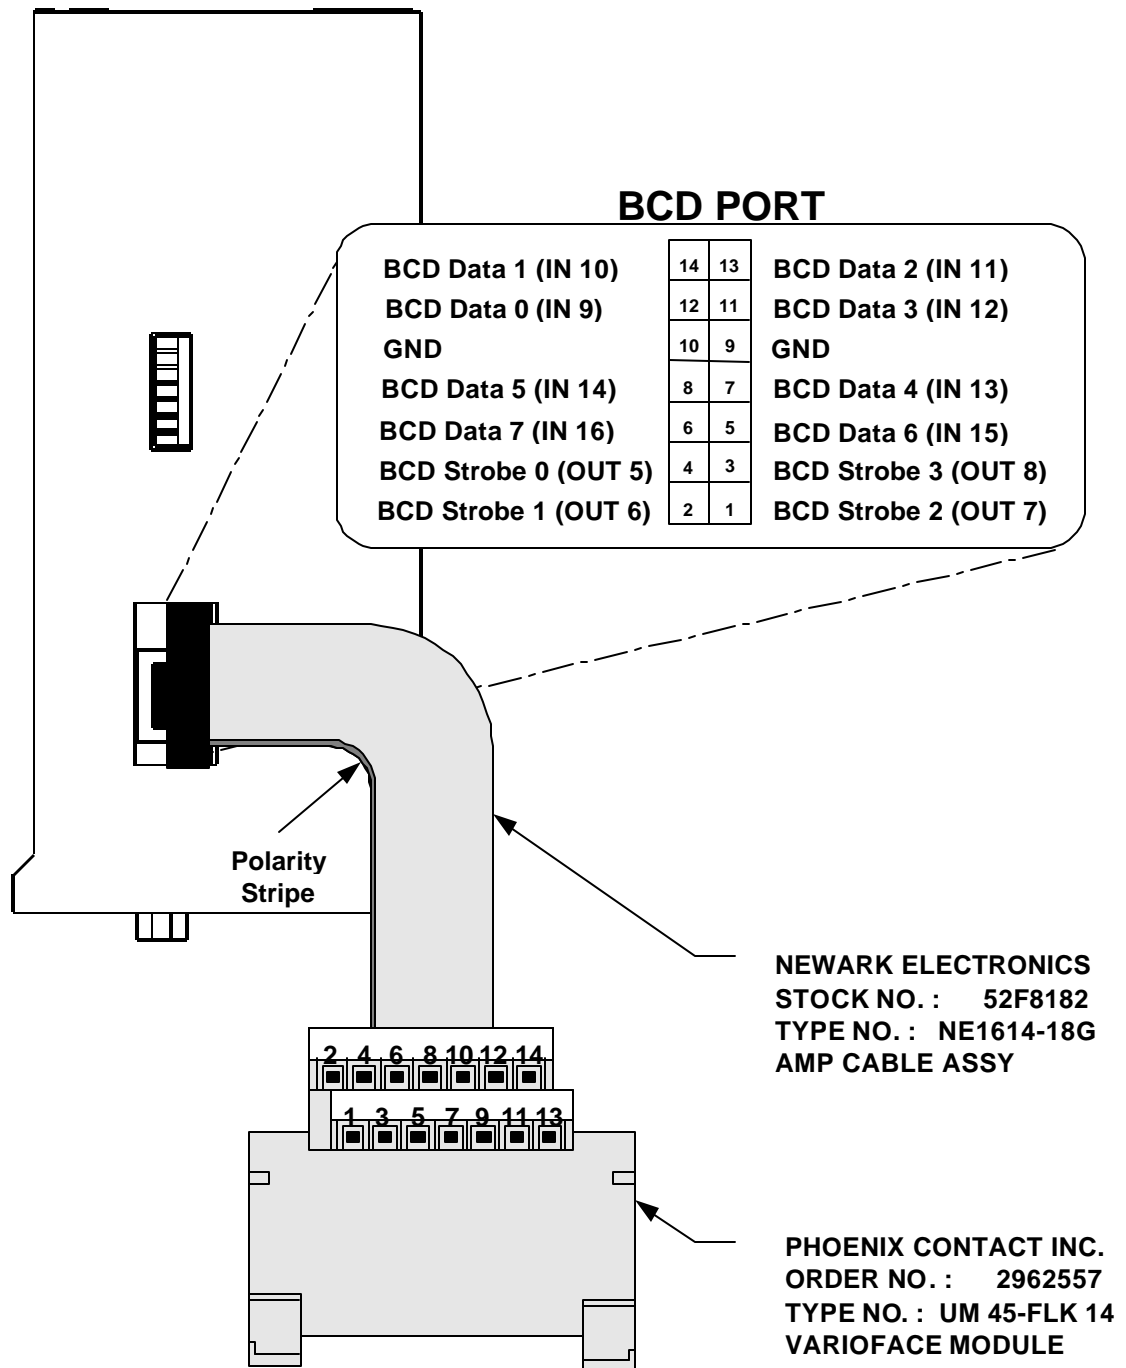 BCD PORT
BCD Data 1 (IN 10) 14 13 BCD Data 2 (IN 11)
BCD Data 0 (IN 9) 12 11 BCD Data 3 (IN 12)
GND 10 9 GND
BCD Data 5 (IN 14) 8 7 BCD Data 4 (IN 13)
BCD Data 7 (IN 16) 6 5 BCD Data 6 (IN 15)
BCD Strobe 0 (OUT 5) 4 3 BCD Strobe 3 (OUT 8)
BCD Strobe 1 (OUT 6) 2 1 BCD Strobe 2 (OUT 7)
Polarity
Stripe
NEWARK ELECTRONICS
STOCK NO. : 52F8182
TYPE NO. : NE1614-18G
AMP CABLE ASSY
2 4 6 8 10 12 14
1 3 5 7 9 11 13
PHOENIX CONTACT INC.
ORDER NO. : 2962557
TYPE NO. : UM 45-FLK 14
VARIOFACE MODULE